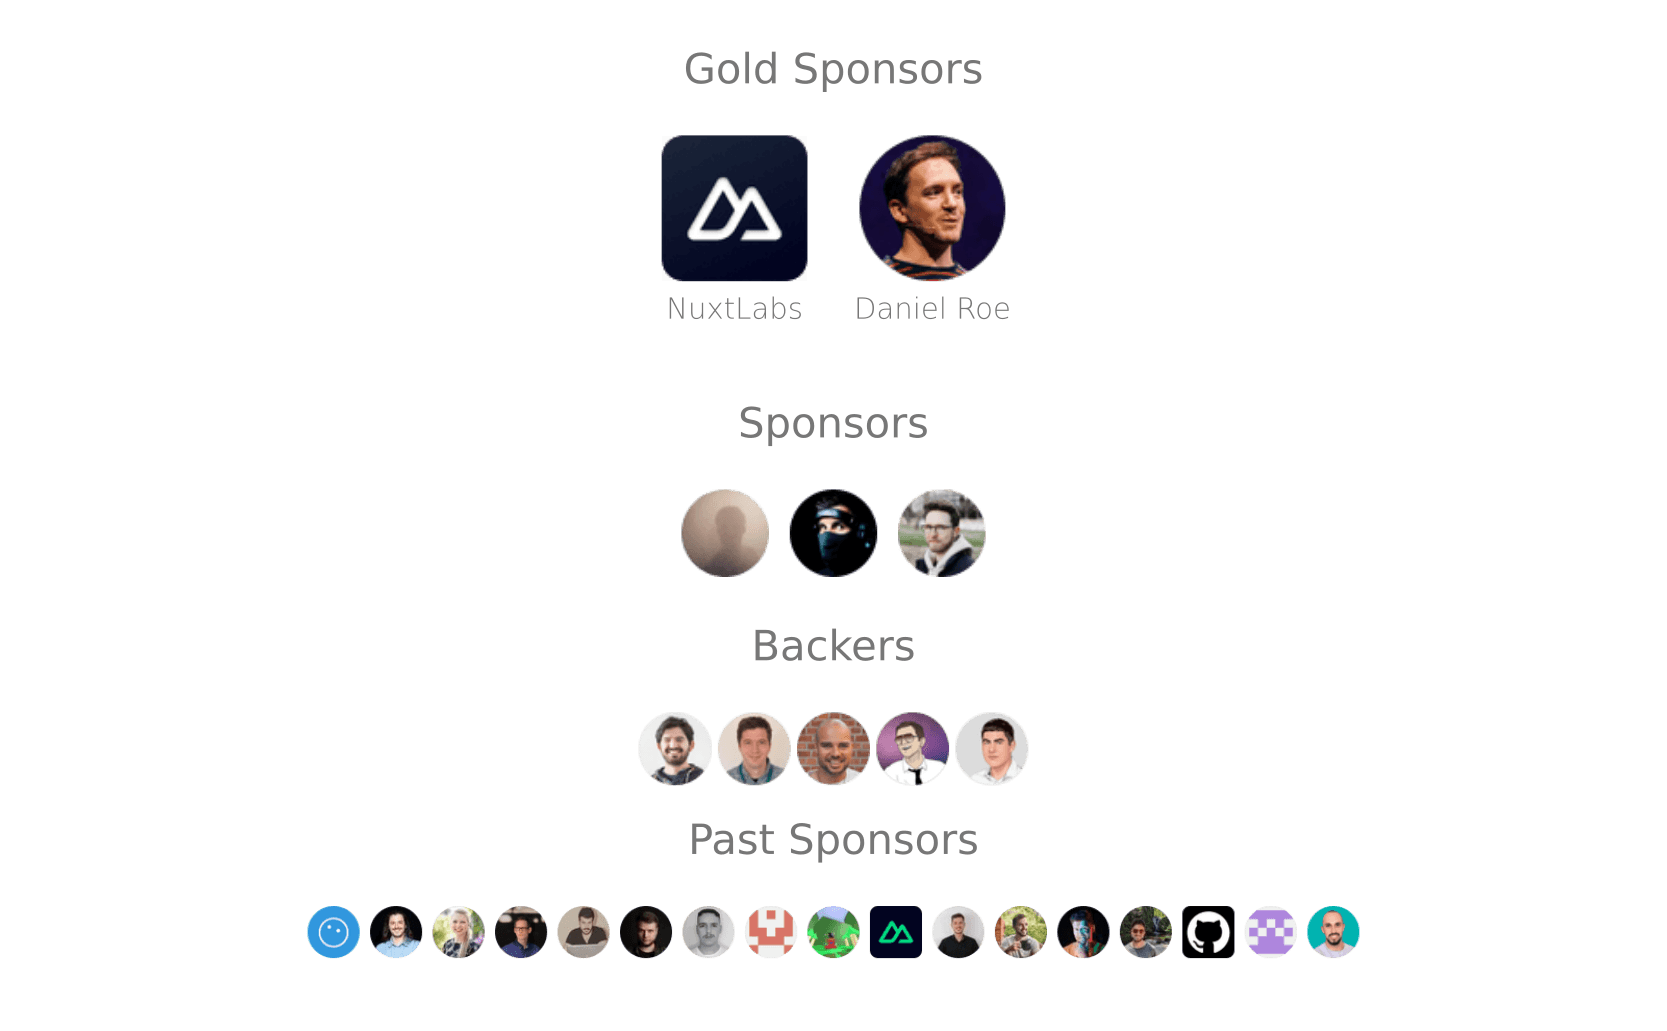 Gold Sponsors
NuxtLabs
Daniel Roe
Sponsors
Backers
Past Sponsors